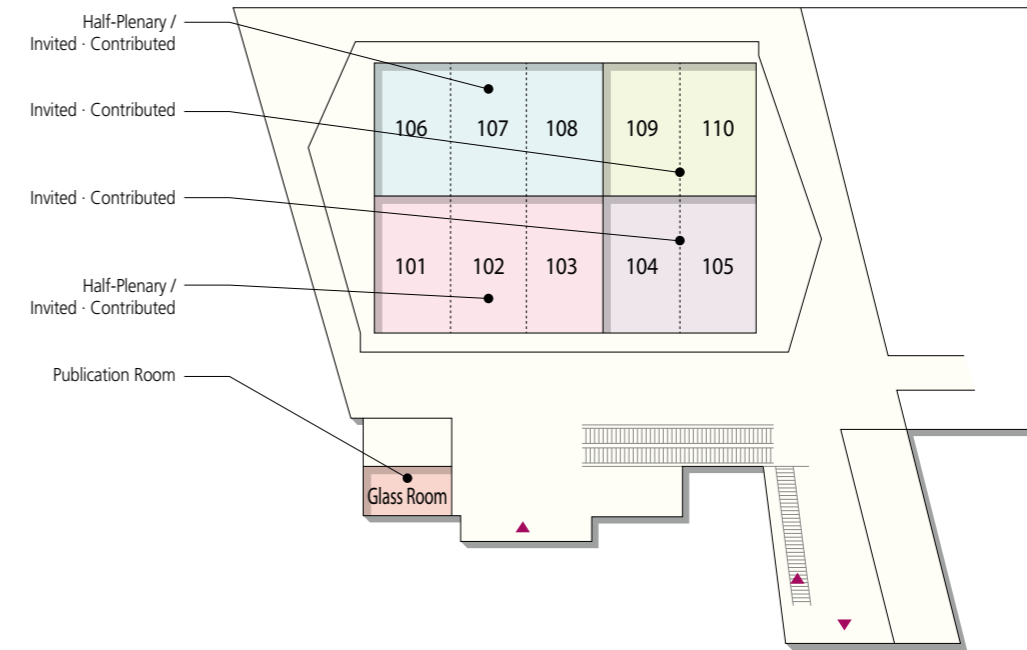 Half-Plenary /
Invited · Contributed
Invited · Contributed
Invited · Contributed
Half-Plenary /
Invited · Contributed
Publication Room
106 107 108 109 110
101 102 103 104 105
Glass Room